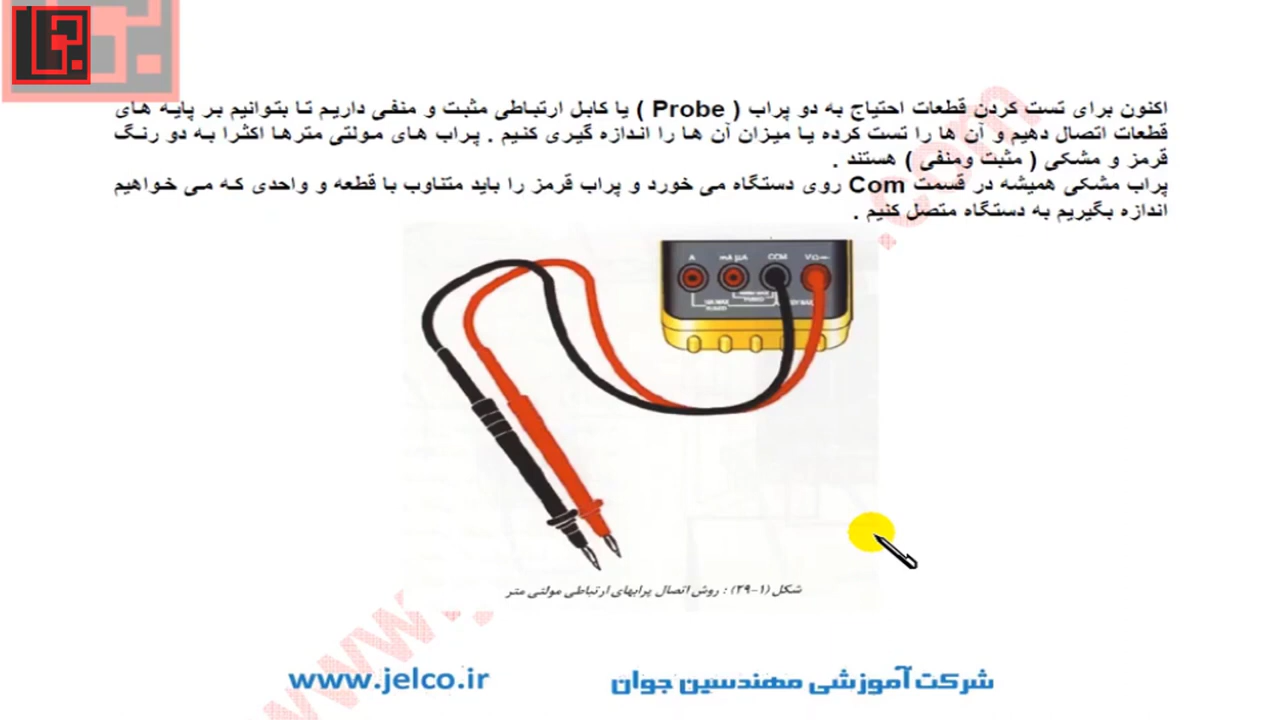 اکنون برای تست کردن قطعات احتیاج به دو پراب ( Probe ) یا کابل ارتباطی مثبت و منفی داریم تا بتوانیم بر پایه های
قطعات اتصال دهیم و آن ها را تست کرده یا میزان آن ها را اندازه گیری کنیم . پراب های مولتی مترها اکثرا به دو رنگ
قرمز و مشکی ( مثبت ومنفی ) هستند .
پراب مشکی همیشه در قسمت Com روی دستگاه می خورد و پراب قرمز را باید متناوب با قطعه و واحدی که می خواهیم
اندازه بگیریم به دستگاه متصل کنیم .
A mA µA COM VΩ
شکل (۱-۲۹) : روش اتصال پرابهای ارتباطی مولتی متر
شرکت آموزشی مهندسین جوان
www.jelco.ir